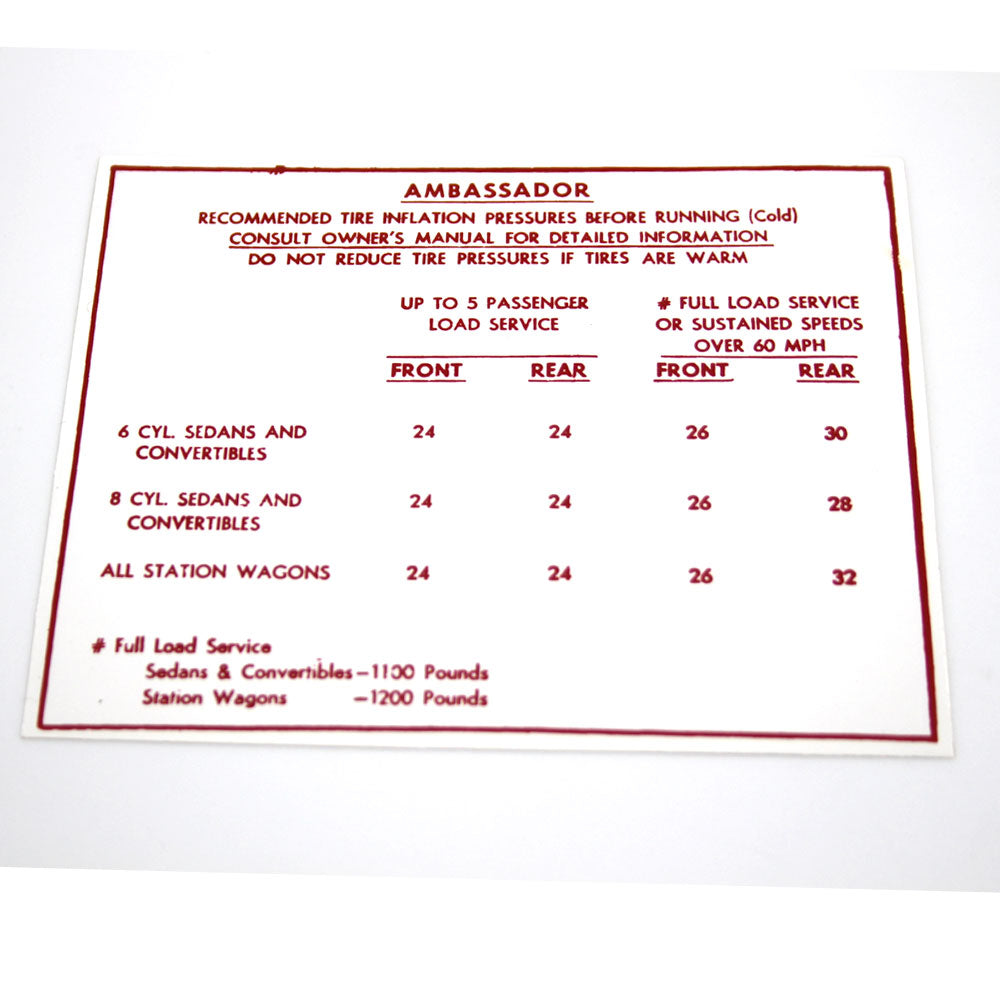 AMBASSADOR
RECOMMENDED TIRE INFLATION PRESSURES BEFORE RUNNING (Cold)
CONSULT OWNER'S MANUAL FOR DETAILED INFORMATION
DO NOT REDUCE TIRE PRESSURES IF TIRES ARE WARM
UP TO 5 PASSENGER LOAD SERVICE
# FULL LOAD SERVICE OR SUSTAINED SPEEDS OVER 60 MPH
FRONT REAR FRONT REAR
6 CYL. SEDANS AND 24 24 26 30
CONVERTIBLES
8 CYL. SEDANS AND 24 24 26 28
CONVERTIBLES
ALL STATION WAGONS 24 24 26 32
# Full Load Service
Sedans & Convertibles – 1100 Pounds
Station Wagons – 1200 Pounds